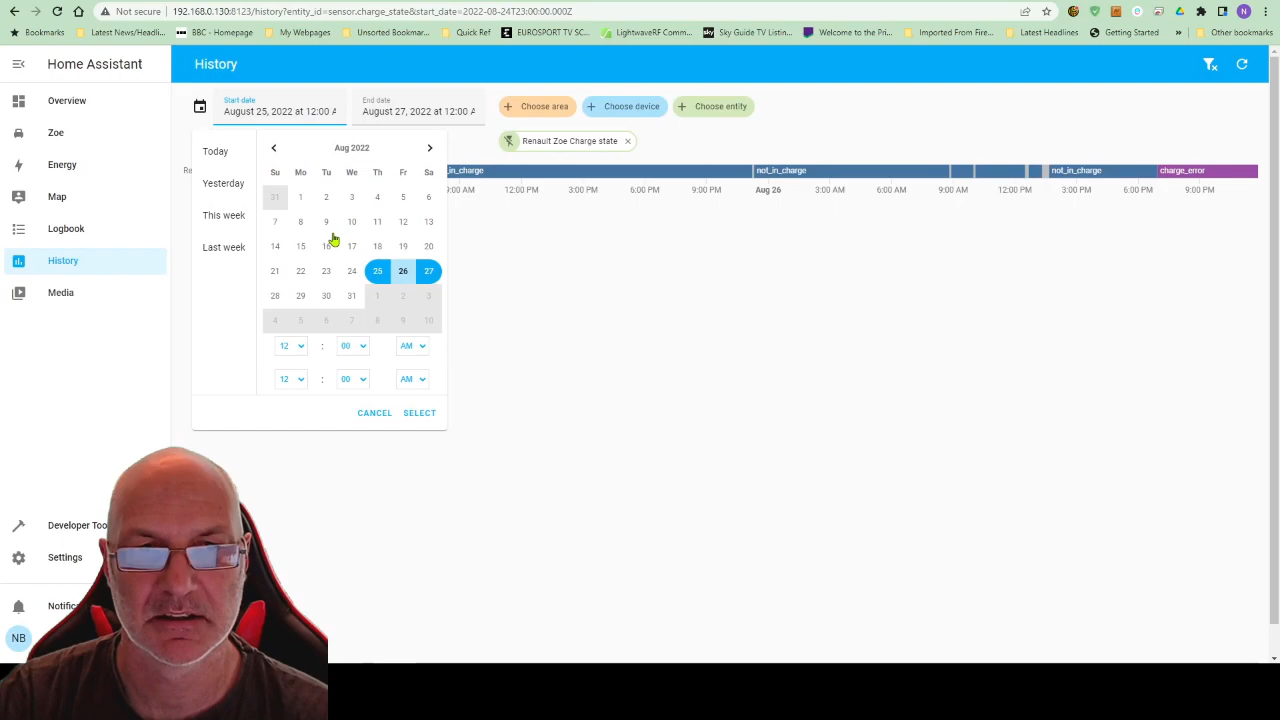 Not secure
192.168.0.130:8123/history?entity_id=sensor.charge_state&start_date=2022-08-24T23:00:00.000Z
N
Bookmarks
Latest News/Headli...
BBC - Homepage
My Webpages
Unsorted Bookmark...
Quick Ref
EUROSPORT TV SC...
LightwaveRF Comm...
sky
Sky Guide TV Listin...
Welcome to the Pri...
Imported From Fire...
Latest Headlines
Getting Started
»
Other bookmarks
Home Assistant
History
Overview
Zoe
Energy
Map
Logbook
History
Media
Developer Too
Settings
Notifica
NB
Start date
August 25, 2022 at 12:00 A
End date
August 27, 2022 at 12:00 A
+ Choose area
+ Choose device
+ Choose entity
Renault Zoe Charge state
Re
Today
Yesterday
This week
Last week
Aug 2022
Su Mo Tu We Th Fr Sa
31 1 2 3 4 5 6
7 8 9 10 11 12 13
14 15 16 17 18 19 20
21 22 23 24 25 26 27
28 29 30 31 1 2 3
4 5 6 7 8 9 10
12 : 00 AM
12 : 00 AM
CANCEL SELECT
_in_charge
not_in_charge
not_in_charge
charge_error
9:00 AM 12:00 PM 3:00 PM 6:00 PM 9:00 PM Aug 26 3:00 AM 6:00 AM 9:00 AM 12:00 PM 3:00 PM 6:00 PM 9:00 PM